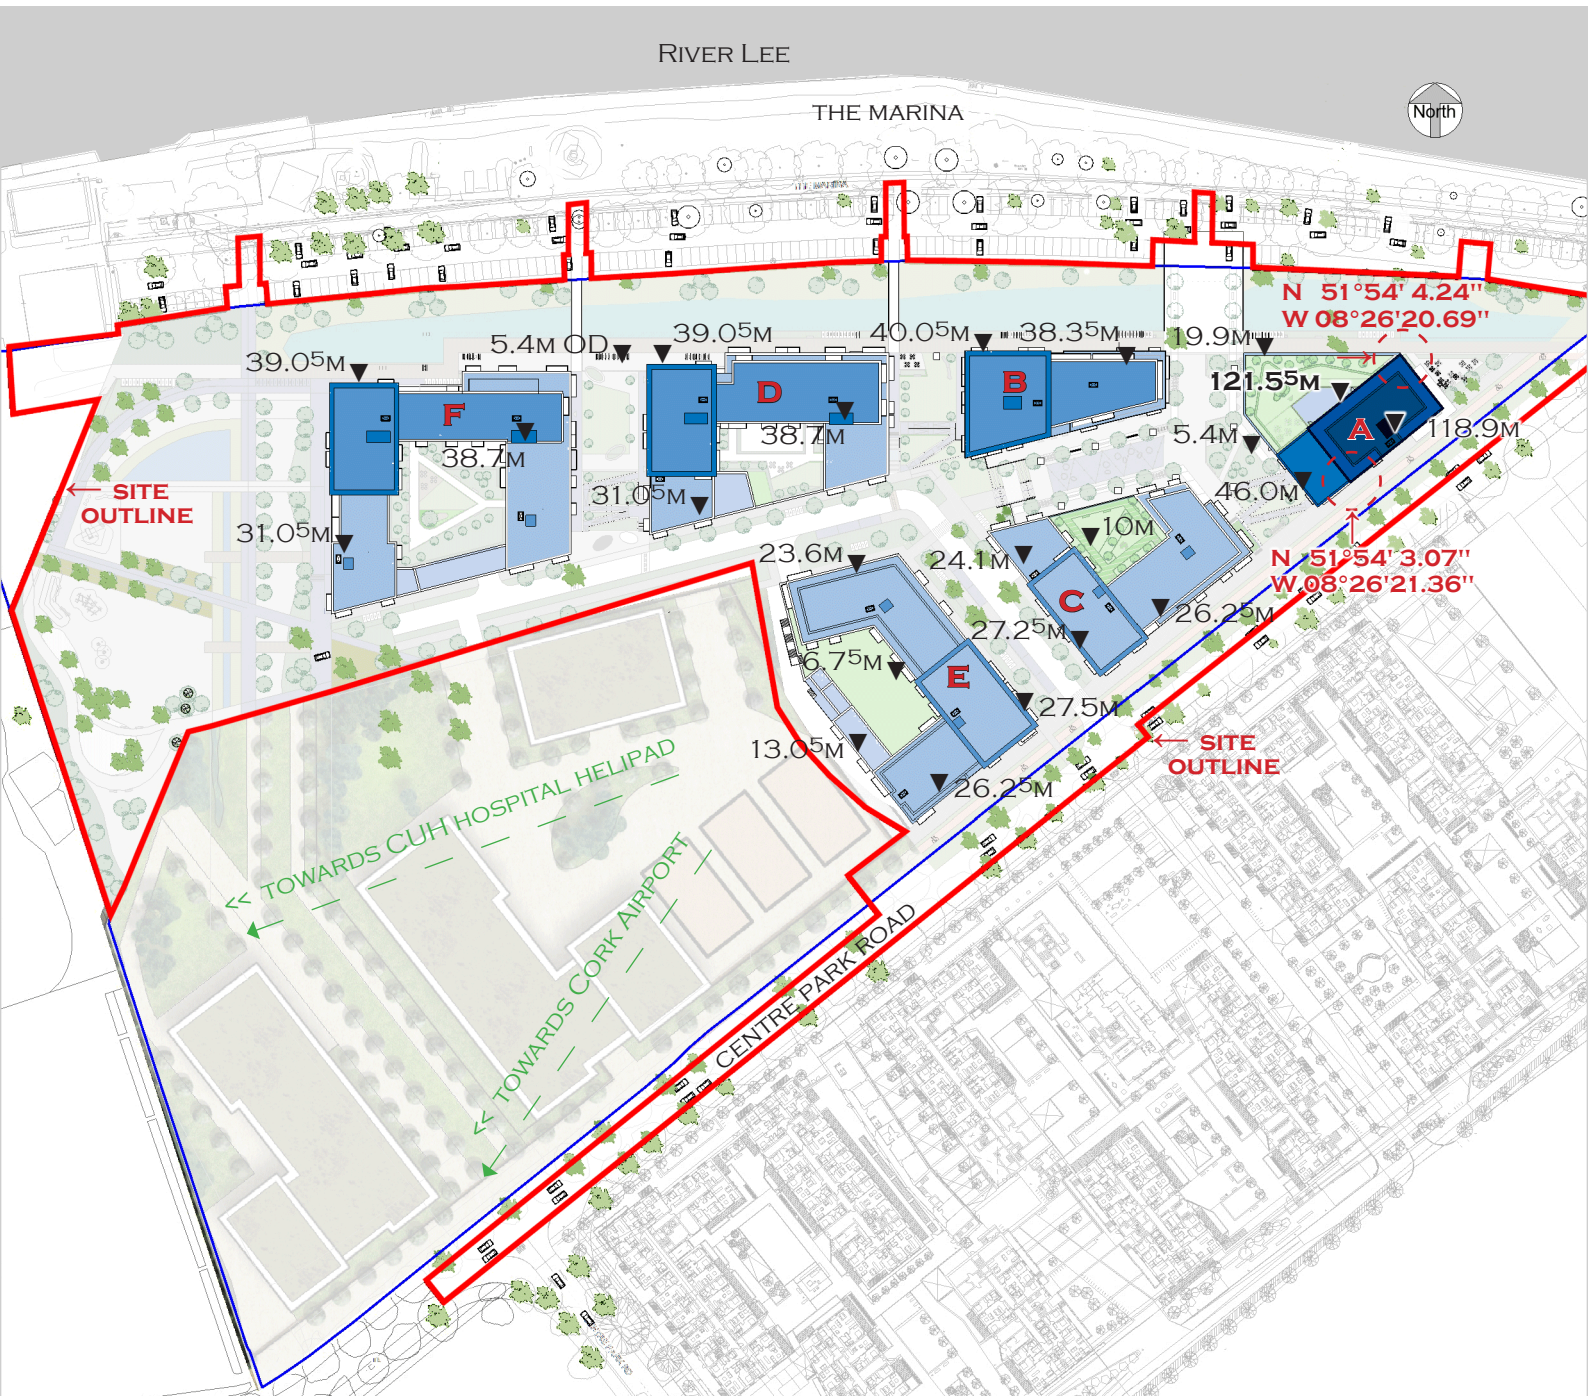 RIVER LEE
THE MARINA
North
N 51°54' 4.24"
W 08°26'20.69"
5.4M OD
39.05M
40.05M
38.35M
19.9M
39.05M
121.55M
F
D
B
A
118.9M
38.7M
38.7M
5.4M
46.0M
SITE
OUTLINE
31.05M
31.05M
10M
23.6M
24.1M
N 51°54' 3.07"
W 08°26'21.36"
C
26.25M
27.25M
6.75M
E
27.5M
13.05M
SITE
OUTLINE
26.25M
<< TOWARDS CUH HOSPITAL HELIPAD
<< TOWARDS CORK AIRPORT
CENTRE PARK ROAD